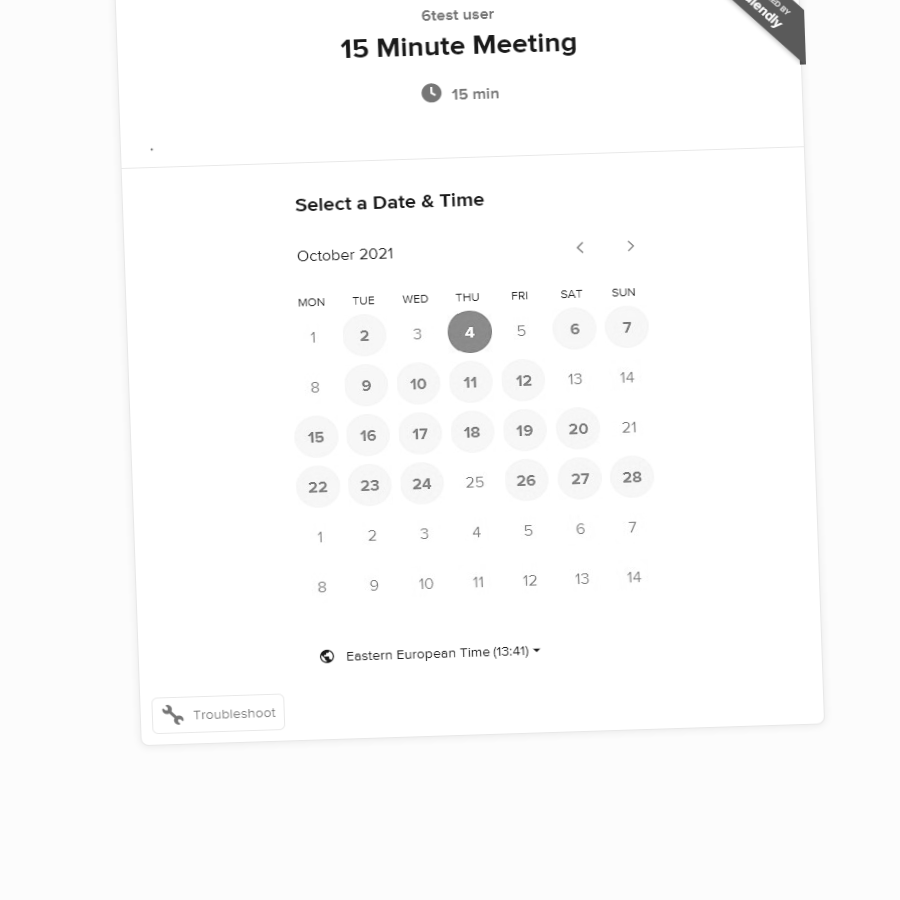 6test user
15 Minute Meeting
15 min
.
Select a Date & Time
October 2021
MON TUE WED THU FRI SAT SUN
1 2 3 4 5 6 7
8 9 10 11 12 13 14
15 16 17 18 19 20 21
22 23 24 25 26 27 28
1 2 3 4 5 6 7
8 9 10 11 12 13 14
Eastern European Time (13:41)
Troubleshoot